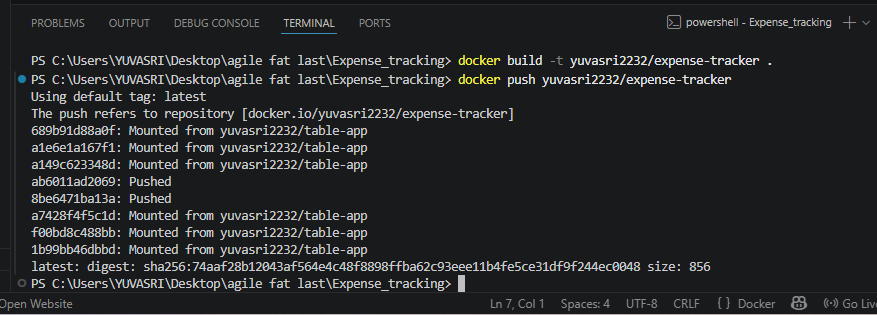 PROBLEMS OUTPUT DEBUG CONSOLE TERMINAL PORTS powershell - Expense_tracking
PS C:\Users\YUVASRI\Desktop\agile fat last\Expense_tracking> docker build -t yuvasri2232/expense-tracker .
PS C:\Users\YUVASRI\Desktop\agile fat last\Expense_tracking> docker push yuvasri2232/expense-tracker
Using default tag: latest
The push refers to repository [docker.io/yuvasri2232/expense-tracker]
689b91d88a0f: Mounted from yuvasri2232/table-app
a1e6e1a167f1: Mounted from yuvasri2232/table-app
a149c623348d: Mounted from yuvasri2232/table-app
ab6011ad2069: Pushed
8be6471ba13a: Pushed
a7428f4f5c1d: Mounted from yuvasri2232/table-app
f00bd8c488bb: Mounted from yuvasri2232/table-app
1b99bb46dbbd: Mounted from yuvasri2232/table-app
latest: digest: sha256:74aaf28b12043af564e4c48f8898ffba62c93eee11b4fe5ce31df9f244ec0048 size: 856
PS C:\Users\YUVASRI\Desktop\agile fat last\Expense_tracking>
Open Website Ln 7, Col 1 Spaces: 4 UTF-8 CRLF { } Docker Go Liv